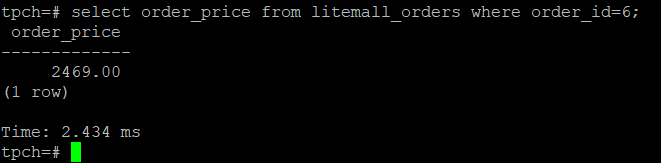 tpch=# select order_price from litemall_orders where order_id=6;
 order_price
-------------
     2469.00
(1 row)

Time: 2.434 ms
tpch=#